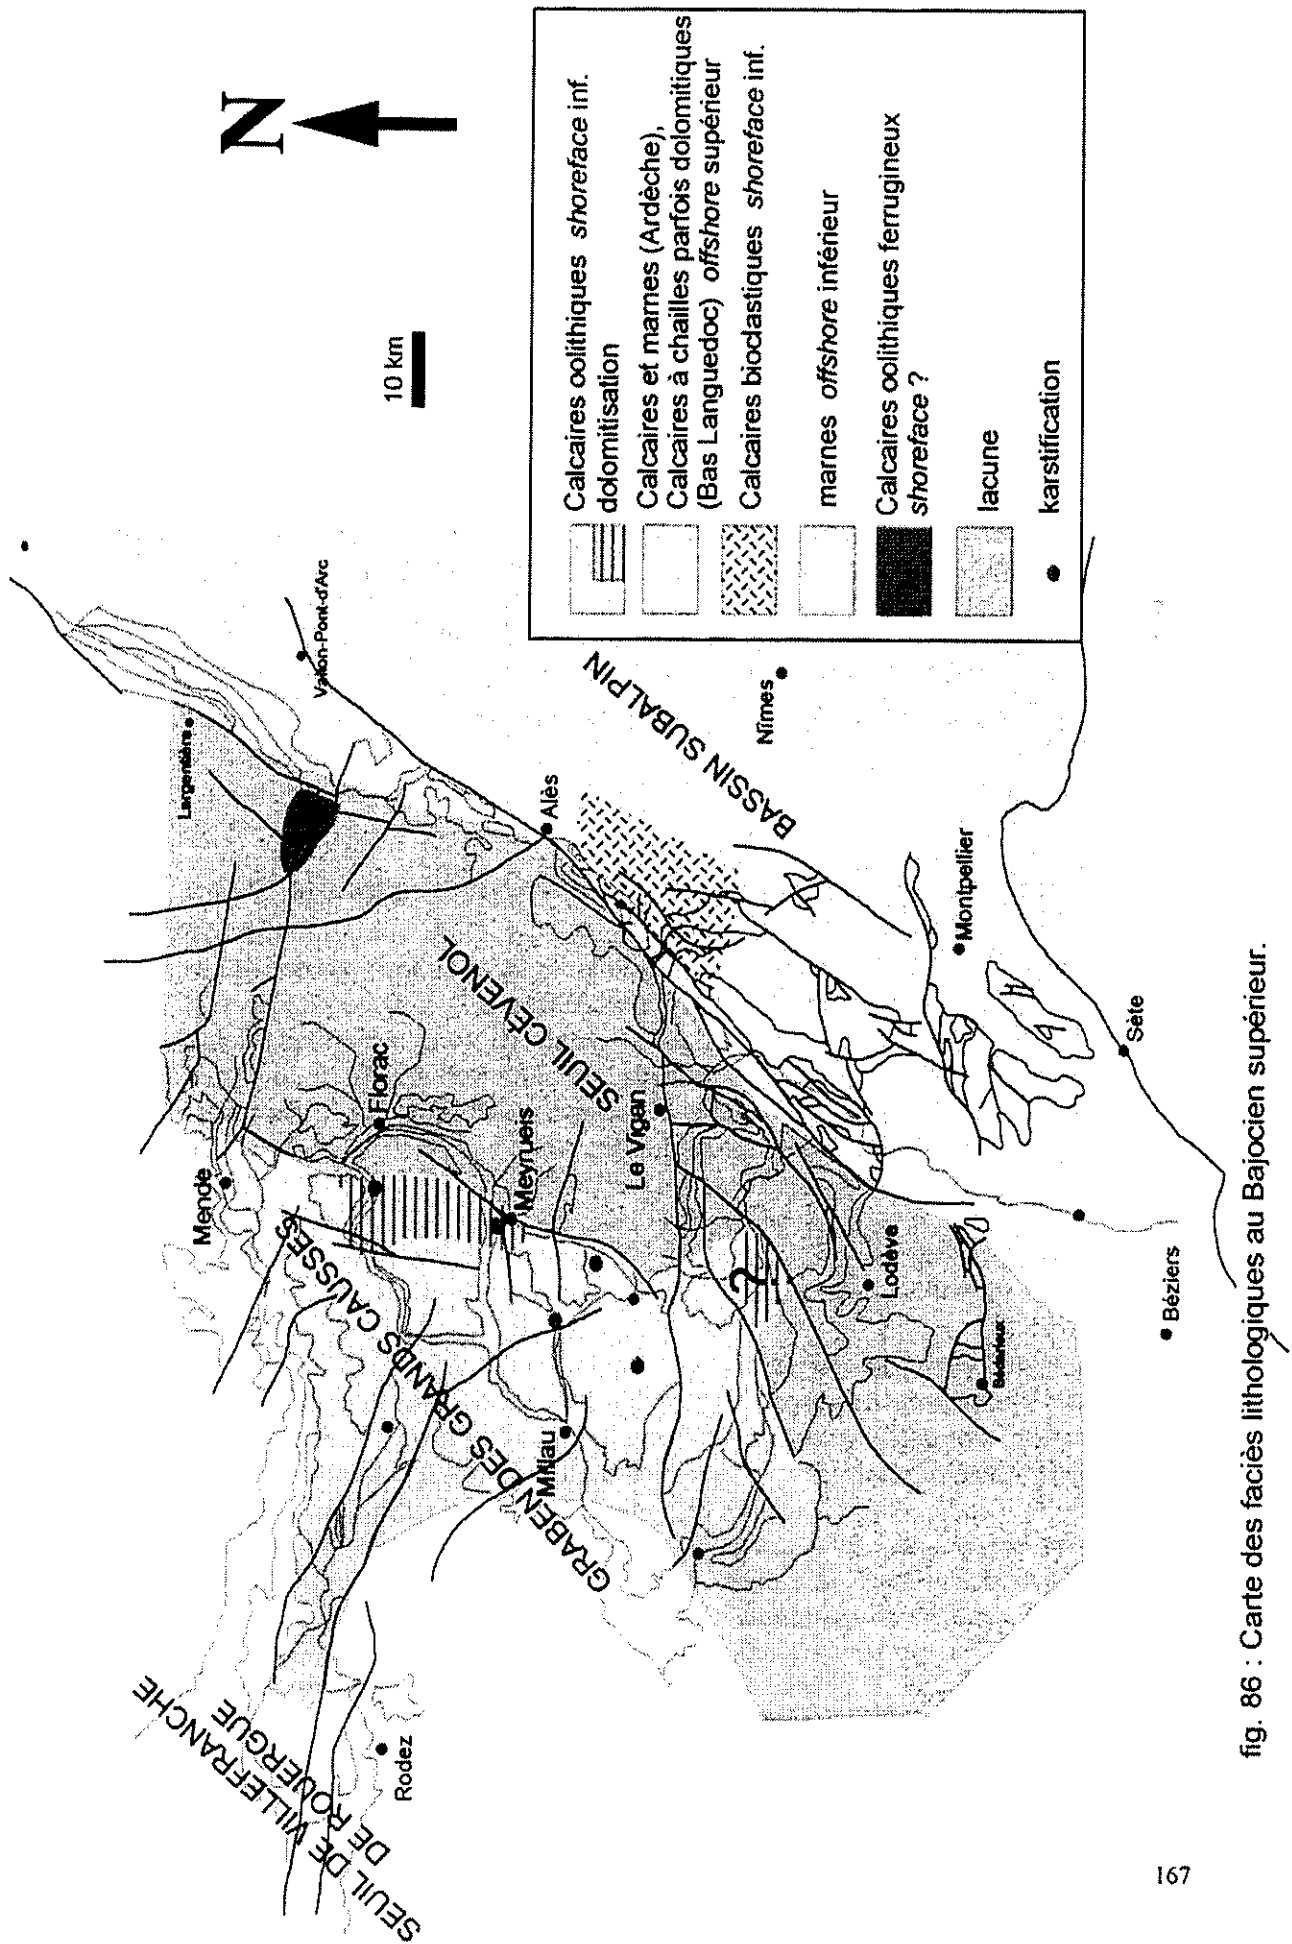 N
10 km
Calcaires oolithiques shoreface inf.
dolomitisation
Calcaires et marnes (Ardèche),
Calcaires à chailles parfois dolomitiques
(Bas Languedoc) offshore supérieur
Calcaires bioclastiques shoreface inf.
marnes offshore inférieur
Calcaires oolithiques ferrugineux
shoreface ?
lacune
karstification
SEUIL DE VILLEFRANCHE
DE ROUERGUE
GRABEN DES GRANDS CAUSSES
SEUIL CÉVENOL
BASSIN SUBALPIN
Rodez
Mende
Florac
Meyrueis
Millau
Le Vigan
Largentière
Vallon-Pont-d'Arc
Alès
Nîmes
?
Lodève
Bédarieux
Montpellier
Sète
Béziers
fig. 86 : Carte des faciès lithologiques au Bajocien supérieur.
167